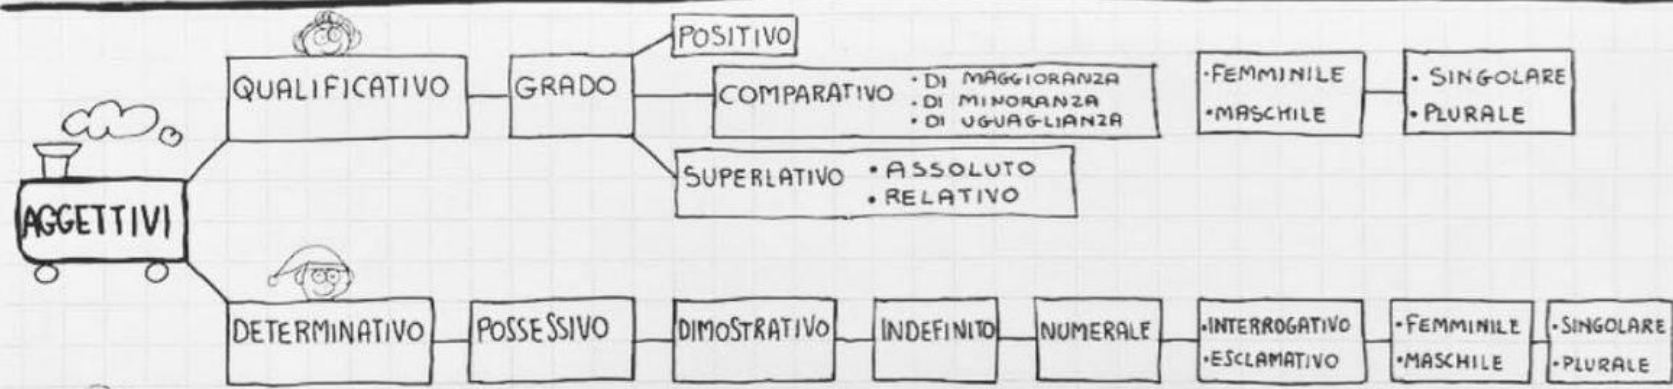 AGGETTIVI
QUALIFICATIVO
GRADO
POSITIVO
COMPARATIVO
• DI MAGGIORANZA
• DI MINORANZA
• DI UGUAGLIANZA
SUPERLATIVO
• ASSOLUTO
• RELATIVO
• FEMMINILE
• MASCHILE
• SINGOLARE
• PLURALE
DETERMINATIVO
POSSESSIVO
DIMOSTRATIVO
INDEFINITO
NUMERALE
• INTERROGATIVO
• ESCLAMATIVO
• FEMMINILE
• MASCHILE
• SINGOLARE
• PLURALE